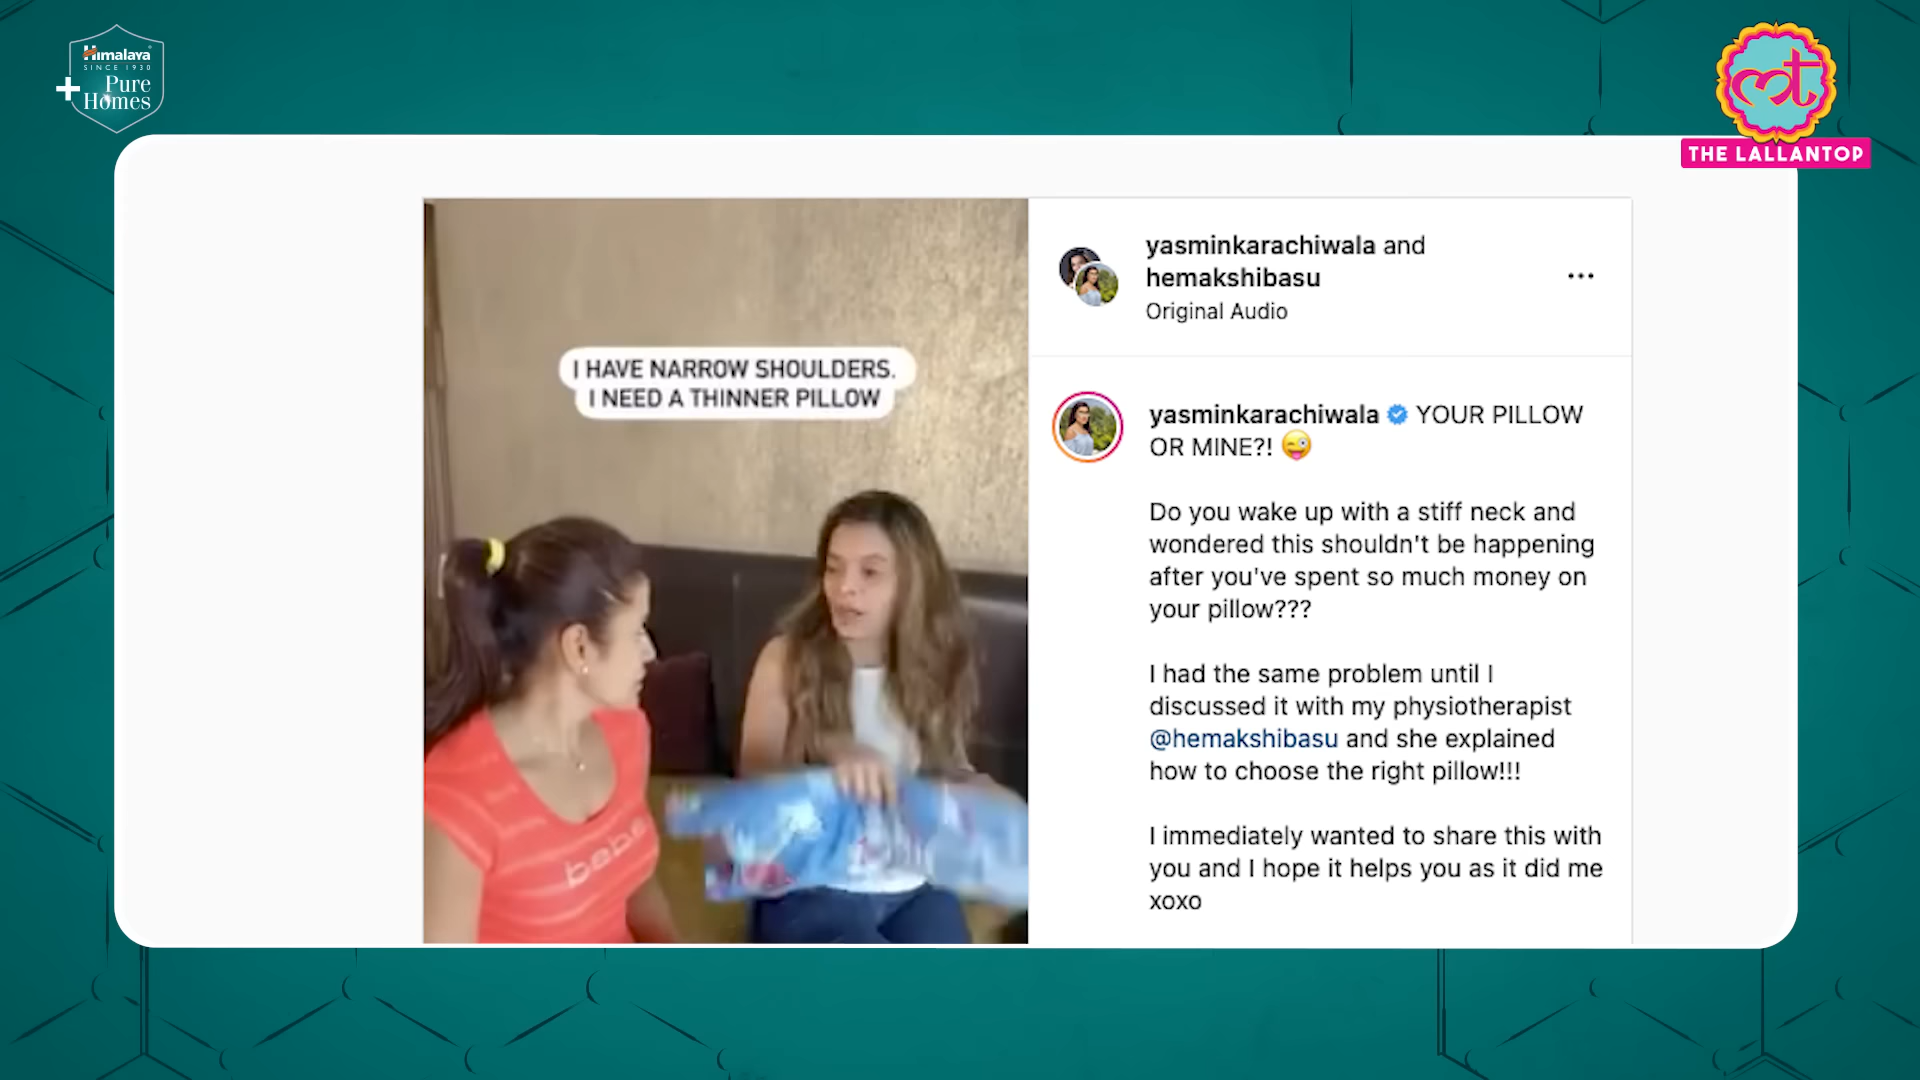 Himalaya
SINCE 1930
Pure
Homes
THE LALLANTOP
I HAVE NARROW SHOULDERS.
I NEED A THINNER PILLOW
bebe
yasminkarachiwala and
hemakshibasu
Original Audio
yasminkarachiwala YOUR PILLOW
OR MINE?! 😜
Do you wake up with a stiff neck and
wondered this shouldn't be happening
after you've spent so much money on
your pillow???
I had the same problem until I
discussed it with my physiotherapist
@hemakshibasu and she explained
how to choose the right pillow!!!
I immediately wanted to share this with
you and I hope it helps you as it did me
xoxo